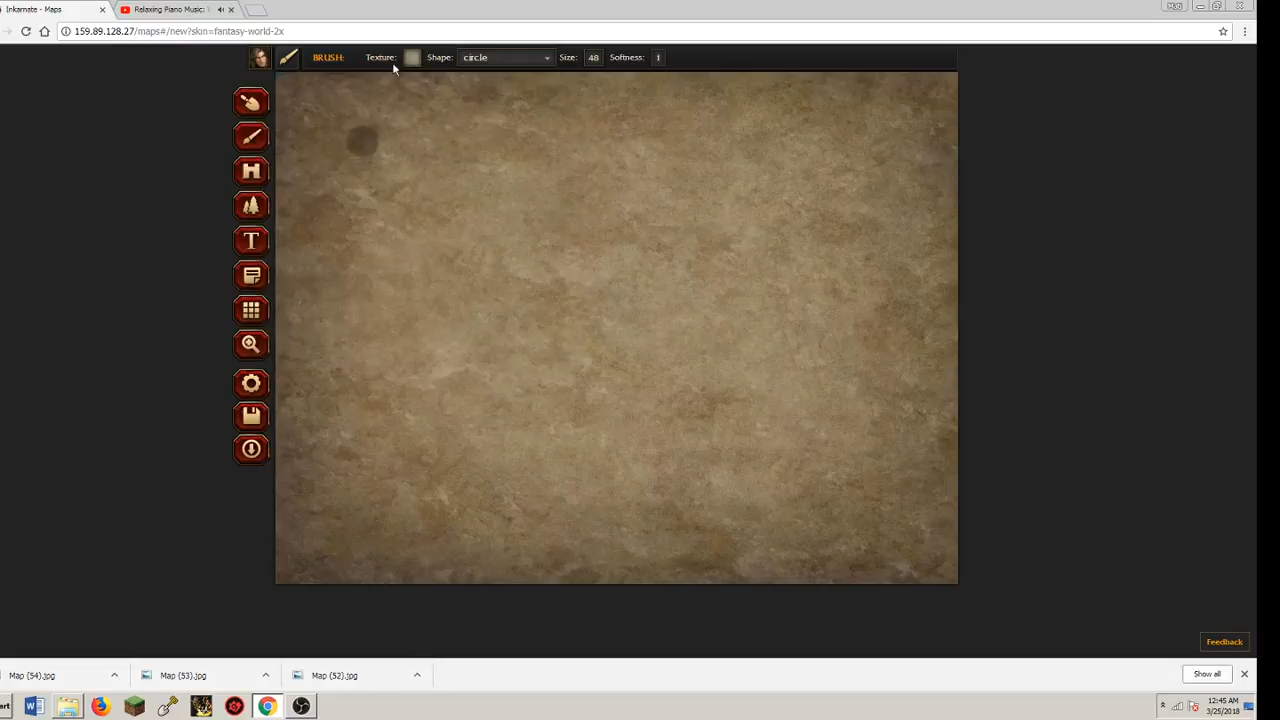 Inkarnate - Maps
Relaxing Piano Music:
159.89.128.27/maps#/new?skin=fantasy-world-2x
BRUSH: Texture: Shape: circle Size: 48 Softness: 1
T
Feedback
Map (54).jpg Map (53).jpg Map (52).jpg Show all
12:45 AM
3/25/2018